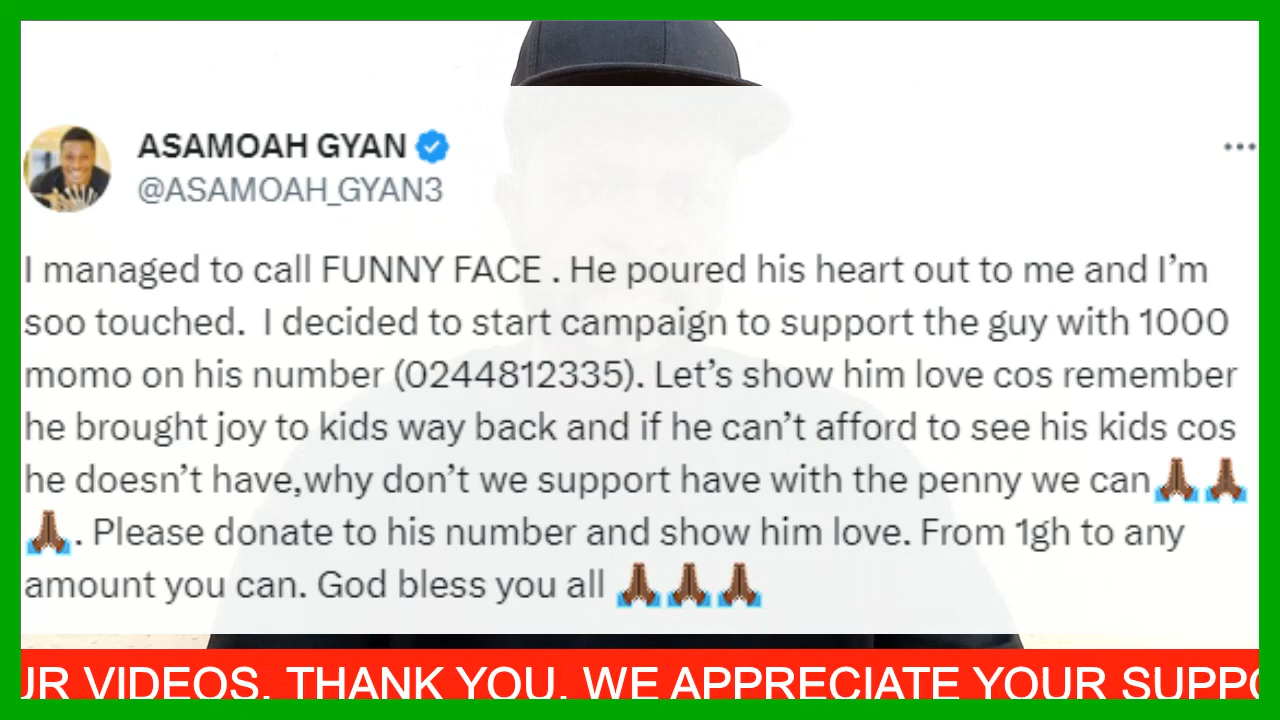 ASAMOAH GYAN
@ASAMOAH_GYAN3
I managed to call FUNNY FACE . He poured his heart out to me and I’m
soo touched.  I decided to start campaign to support the guy with 1000
momo on his number (0244812335). Let’s show him love cos remember
he brought joy to kids way back and if he can’t afford to see his kids cos
he doesn’t have,why don’t we support have with the penny we can🙏🏾🙏🏾
🙏🏾. Please donate to his number and show him love. From 1gh to any
amount you can. God bless you all 🙏🏾🙏🏾🙏🏾
UR VIDEOS. THANK YOU. WE APPRECIATE YOUR SUPPO